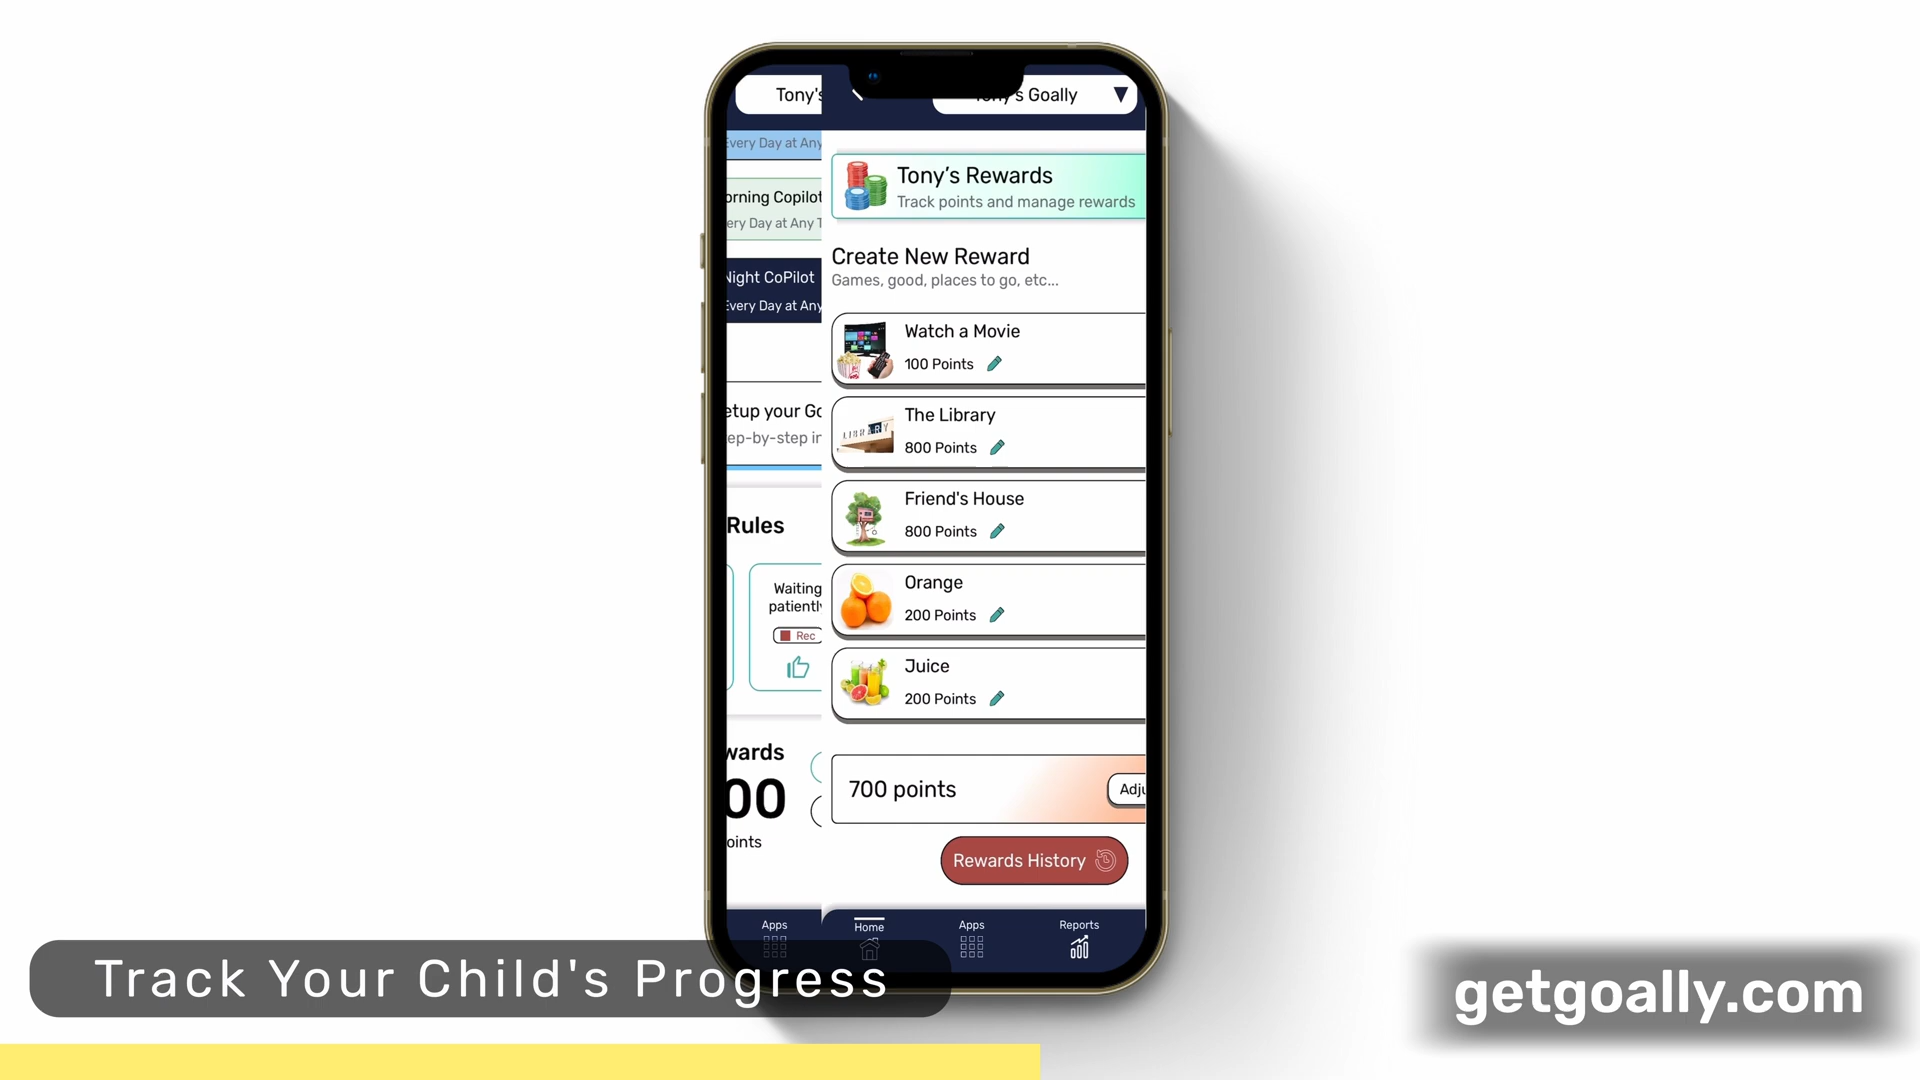 Tony's
Tony's Goally
Every Day at Any
orning Copilot
ery Day at Any T
Night CoPilot
Every Day at Any
etup your Go
ep-by-step in
Rules
Waiting
patiently
Rec
wards
00
oints
Apps
Tony's Rewards
Track points and manage rewards
Create New Reward
Games, good, places to go, etc...
Watch a Movie
100 Points
The Library
LIBRARY
800 Points
Friend's House
800 Points
Orange
200 Points
Juice
200 Points
700 points
Adju
Rewards History
Home
Apps
Reports
Track Your Child's Progress
getgoally.com